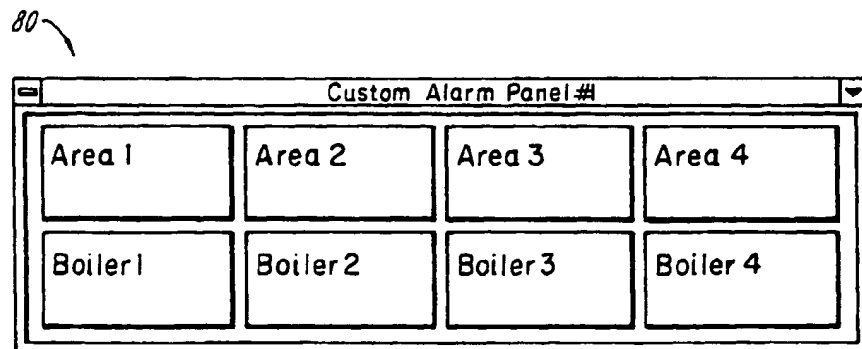 80
Custom Alarm Panel #1
Area 1 Area 2 Area 3 Area 4
Boiler 1 Boiler 2 Boiler 3 Boiler 4